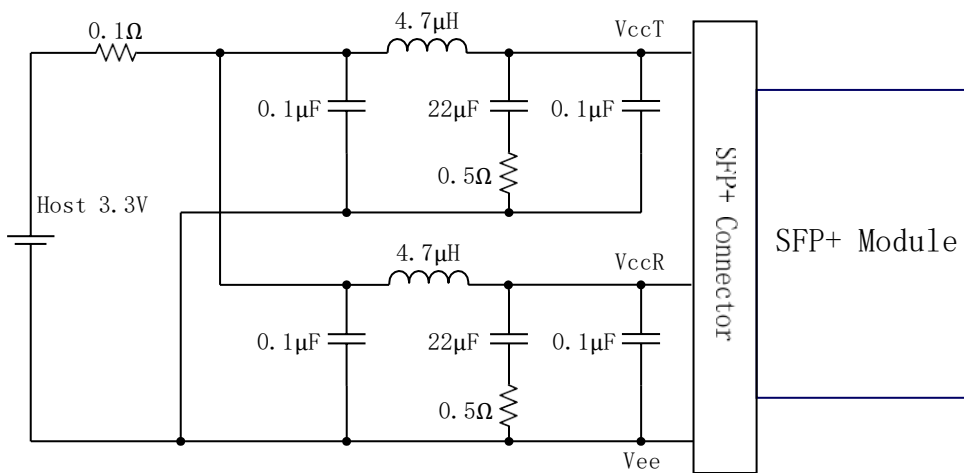 4.7μH
0.1Ω
VccT
0.1μF
22μF
0.1μF
0.5Ω
Host 3.3V
SFP+ Connector
SFP+ Module
4.7μH
VccR
0.1μF
22μF
0.1μF
0.5Ω
Vee